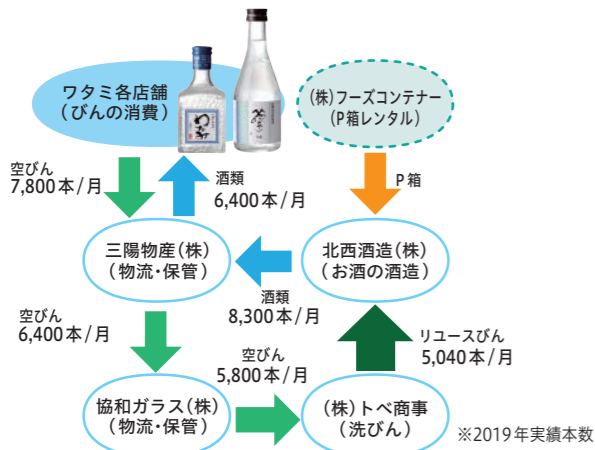 ワタミ各店舗
（びんの消費）
（株）フーズコンテナー
（P箱レンタル）
空びん
7,800本/月
酒類
6,400本/月
P箱
三陽物産（株）
（物流・保管）
北西酒造（株）
（お酒の酒造）
酒類
8,300本/月
空びん
6,400本/月
リユースびん
5,040本/月
空びん
5,800本/月
協和ガラス（株）
（物流・保管）
（株）トベ商事
（洗びん）
※2019年実績本数